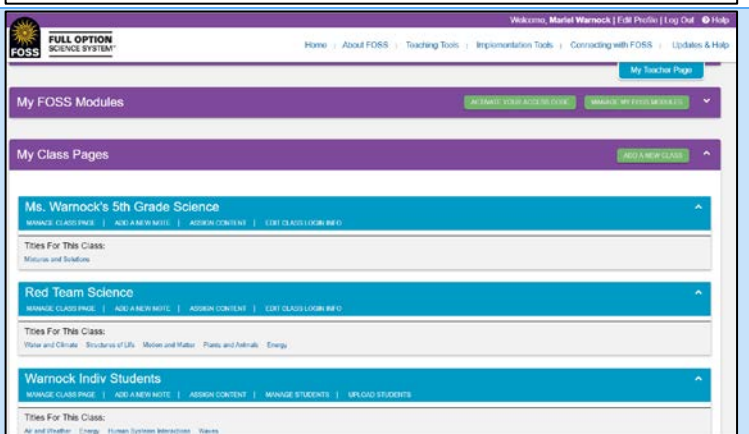 Welcome, Mariel Warnock | Edit Profile | Log Out Help
FOSS
FULL OPTION
SCIENCE SYSTEM™
Home | About FOSS | Teaching Tools | Implementation Tools | Connecting with FOSS | Updates & Help
My Teacher Page
My FOSS Modules
ACTIVATE YOUR ACCESS CODE
MANAGE MY FOSS MODULES
My Class Pages
ADD A NEW CLASS
Ms. Warnock's 5th Grade Science
MANAGE CLASS PAGE | ADD A NEW NOTE | ASSIGN CONTENT | EDIT CLASS LOGIN INFO
Titles For This Class:
Mixtures and Solutions
Red Team Science
MANAGE CLASS PAGE | ADD A NEW NOTE | ASSIGN CONTENT | EDIT CLASS LOGIN INFO
Titles For This Class:
Water and Climate Structures of Life Motion and Matter Plants and Animals Energy
Warnock Indiv Students
MANAGE CLASS PAGE | ADD A NEW NOTE | ASSIGN CONTENT | MANAGE STUDENTS | UPLOAD STUDENTS
Titles For This Class:
Air and Weather Energy Human Systems Interactions Waves